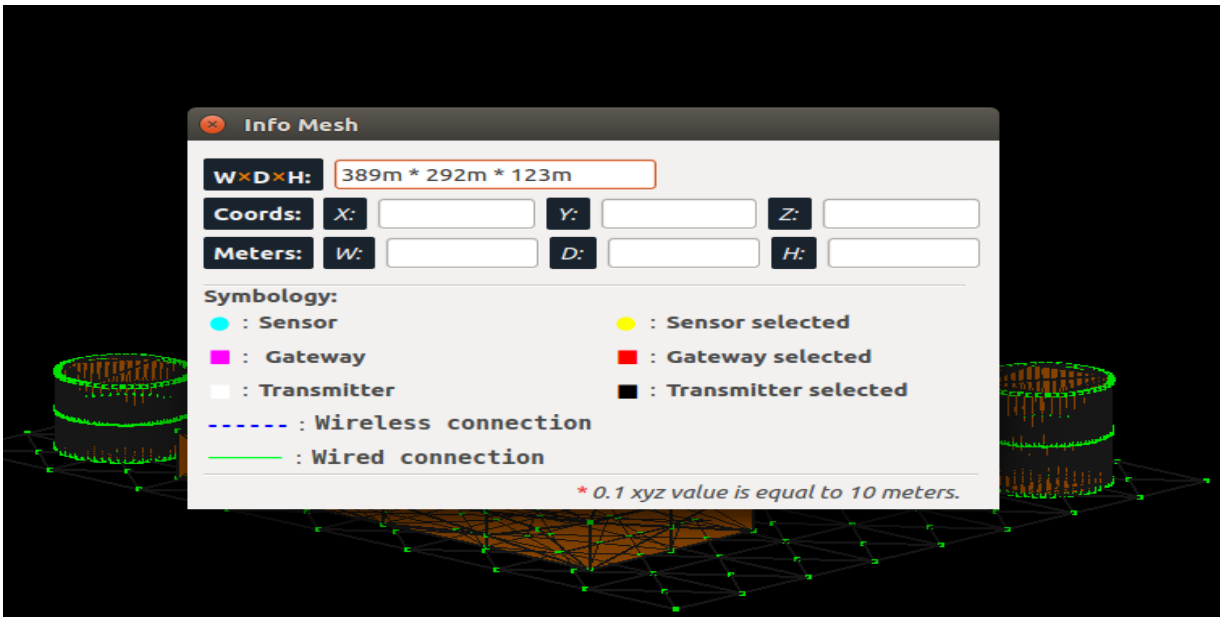 Info Mesh
W×D×H: 389m * 292m * 123m
Coords: X: Y: Z:
Meters: W: D: H:
Symbology:
: Sensor : Sensor selected
: Gateway : Gateway selected
: Transmitter : Transmitter selected
: Wireless connection
: Wired connection
* 0.1 xyz value is equal to 10 meters.